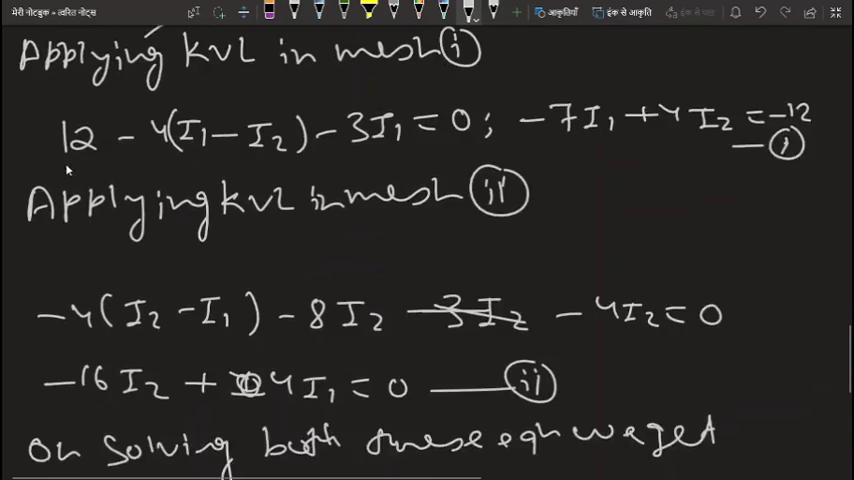 मेरी नोटबुक » त्वरित नोट्स
आकृतियाँ इंक से आकृति इंक से पाठ
Applying kvl in mesh (i)
12 - 4(I₁ - I₂) - 3I₁ = 0; -7I₁ + 4I₂ = -12
— (i)
Applying kvl in mesh (ii)
-4(I₂ - I₁) - 8I₂ - 3I₂ - 4I₂ = 0
-16I₂ + 4I₁ = 0 — (ii)
On solving both these eqn we get